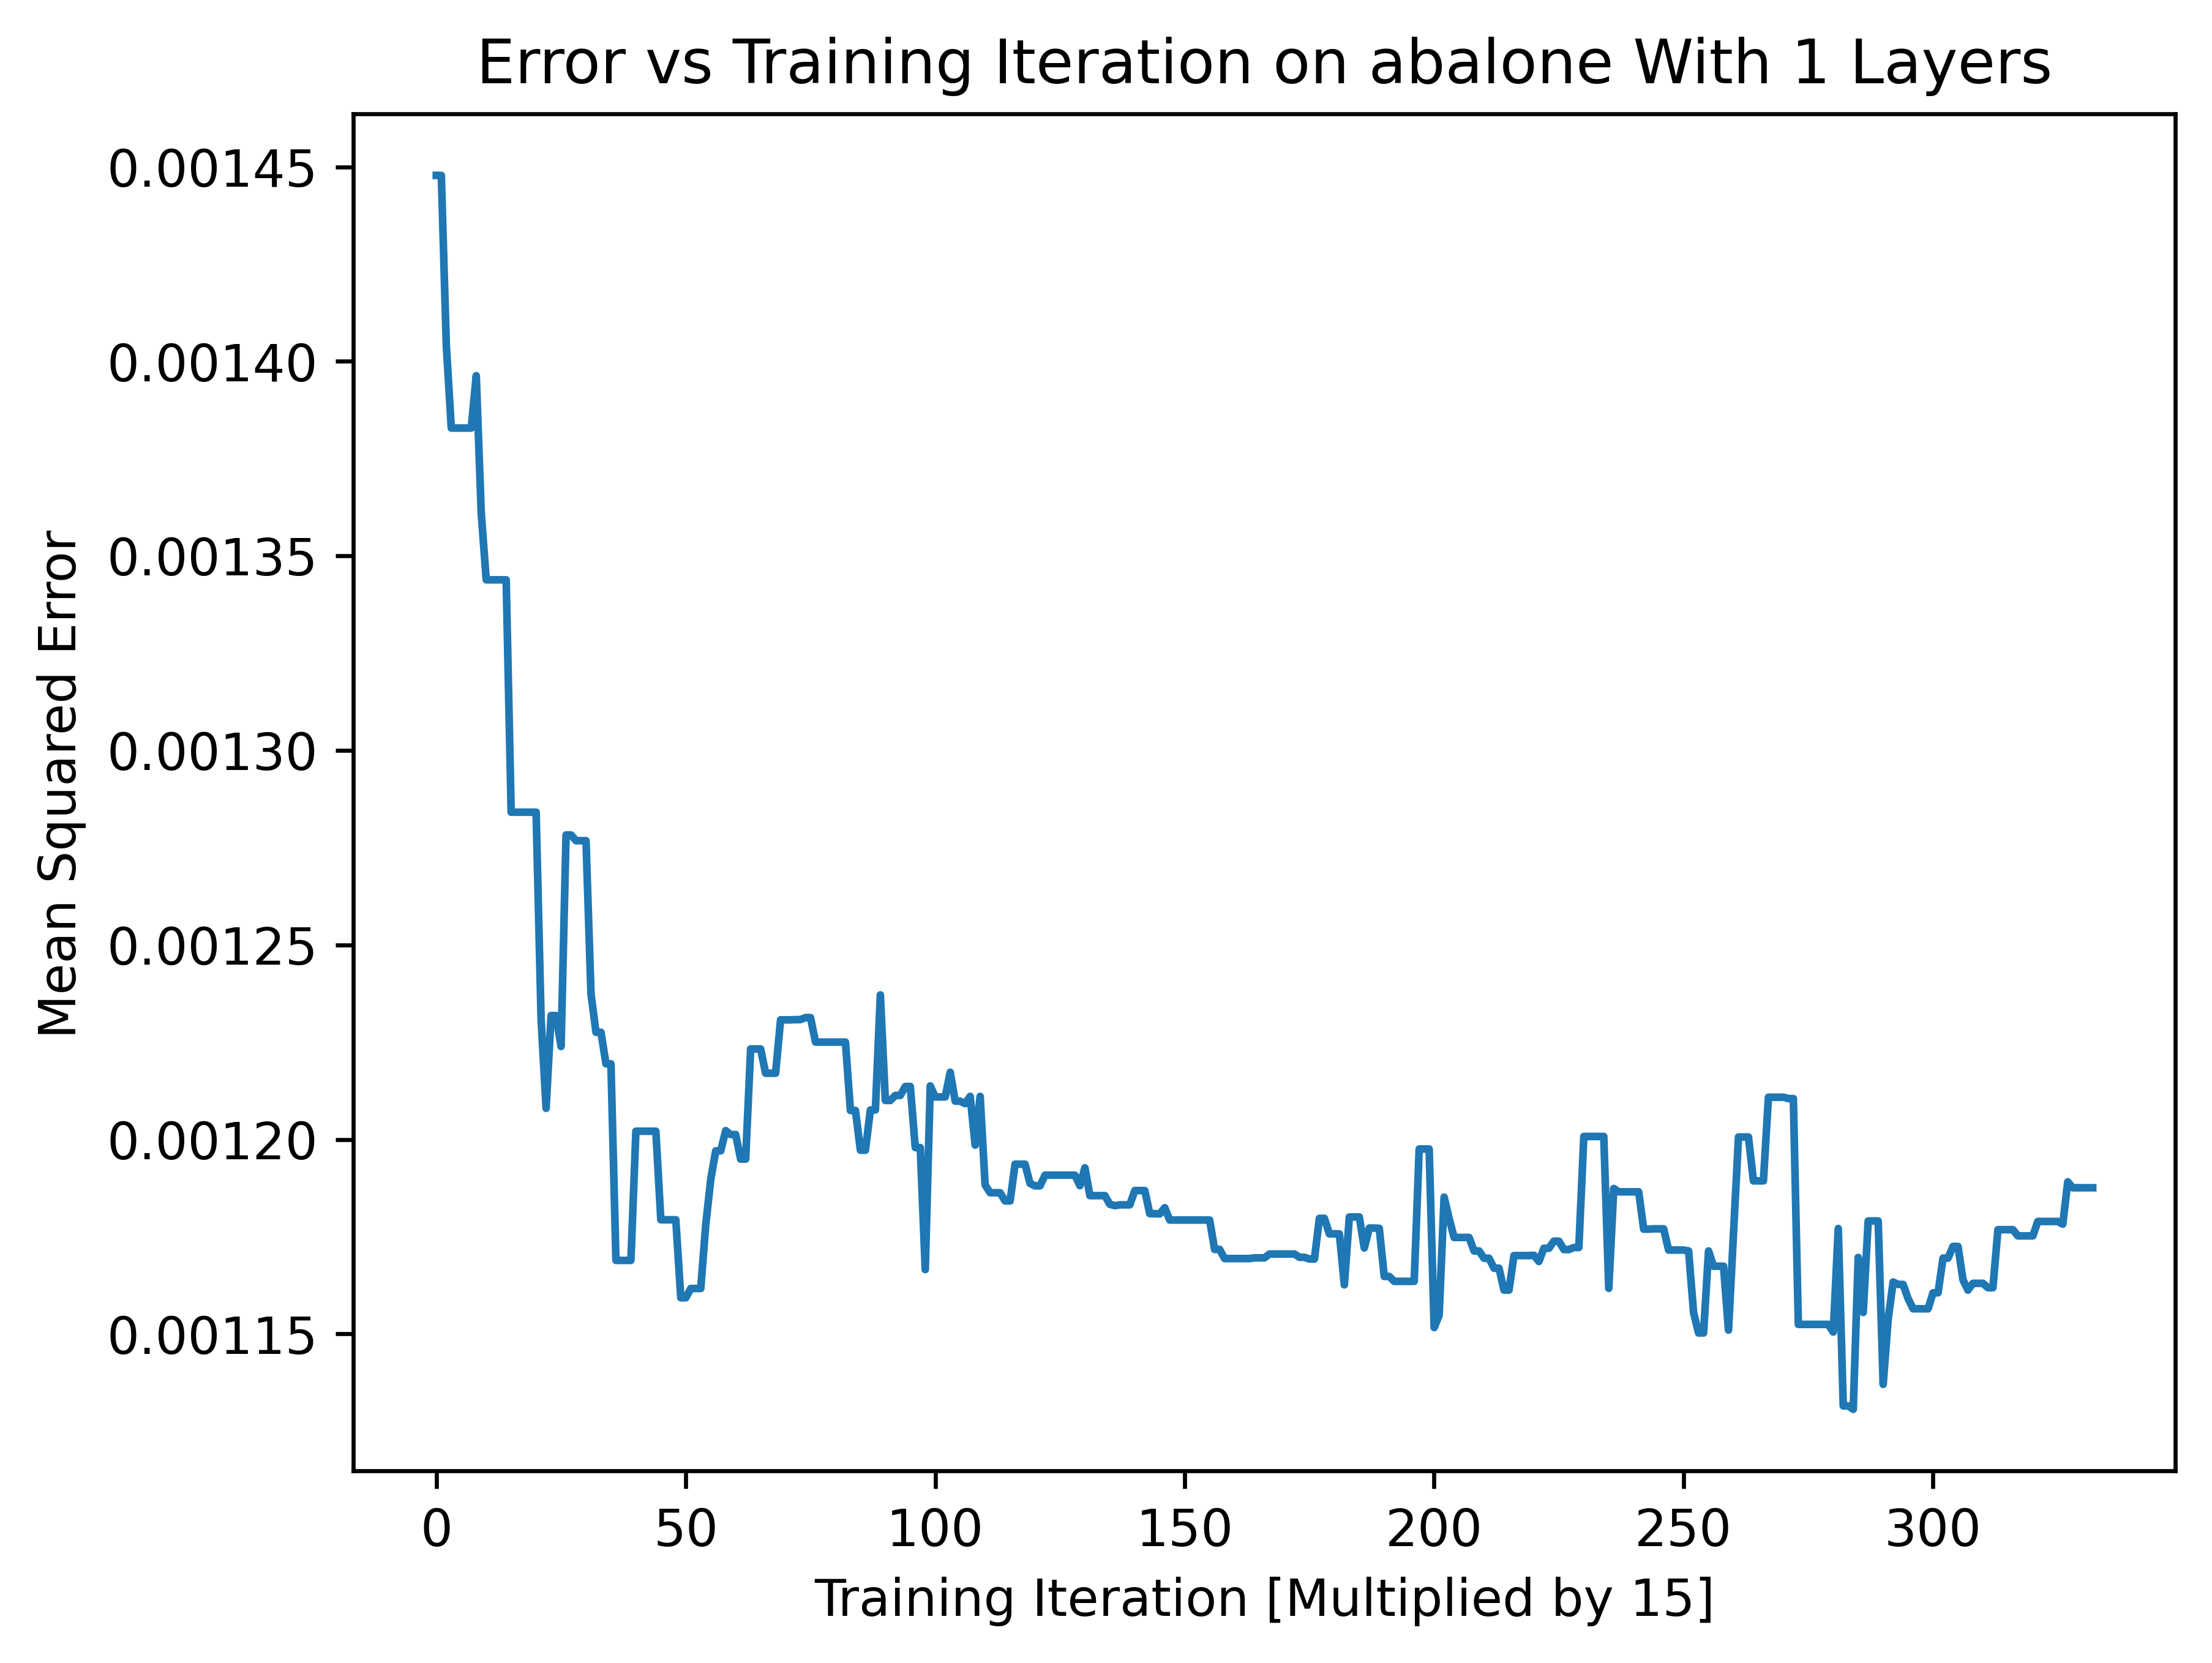 Error vs Training Iteration on abalone With 1 Layers
0.00145
0.00140
0.00135
0.00130
0.00125
0.00120
0.00115
Mean Squared Error
0 50 100 150 200 250 300
Training Iteration [Multiplied by 15]